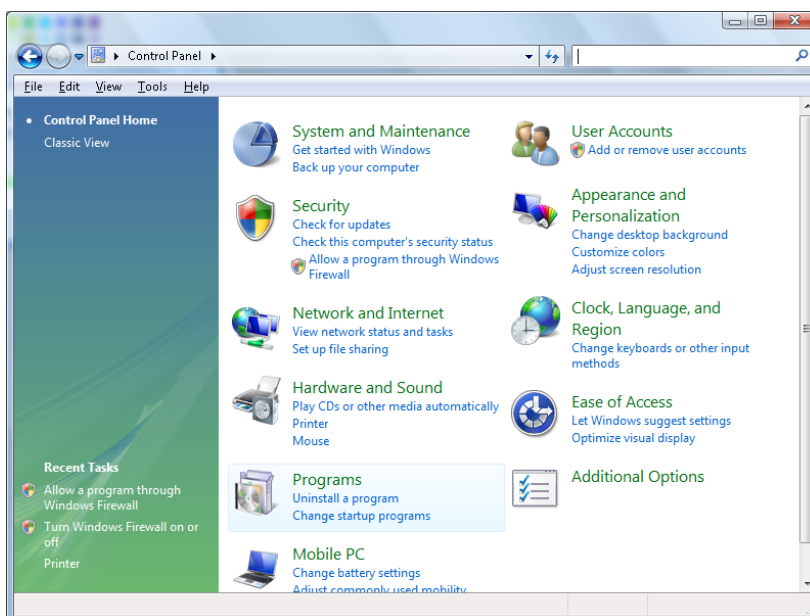 Control Panel
File Edit View Tools Help
Control Panel Home
Classic View
Recent Tasks
Allow a program through
Windows Firewall
Turn Windows Firewall on or
off
Printer
System and Maintenance
Get started with Windows
Back up your computer
Security
Check for updates
Check this computer's security status
Allow a program through Windows
Firewall
Network and Internet
View network status and tasks
Set up file sharing
Hardware and Sound
Play CDs or other media automatically
Printer
Mouse
Programs
Uninstall a program
Change startup programs
Mobile PC
Change battery settings
Adjust commonly used mobility
User Accounts
Add or remove user accounts
Appearance and
Personalization
Change desktop background
Customize colors
Adjust screen resolution
Clock, Language, and
Region
Change keyboards or other input
methods
Ease of Access
Let Windows suggest settings
Optimize visual display
Additional Options